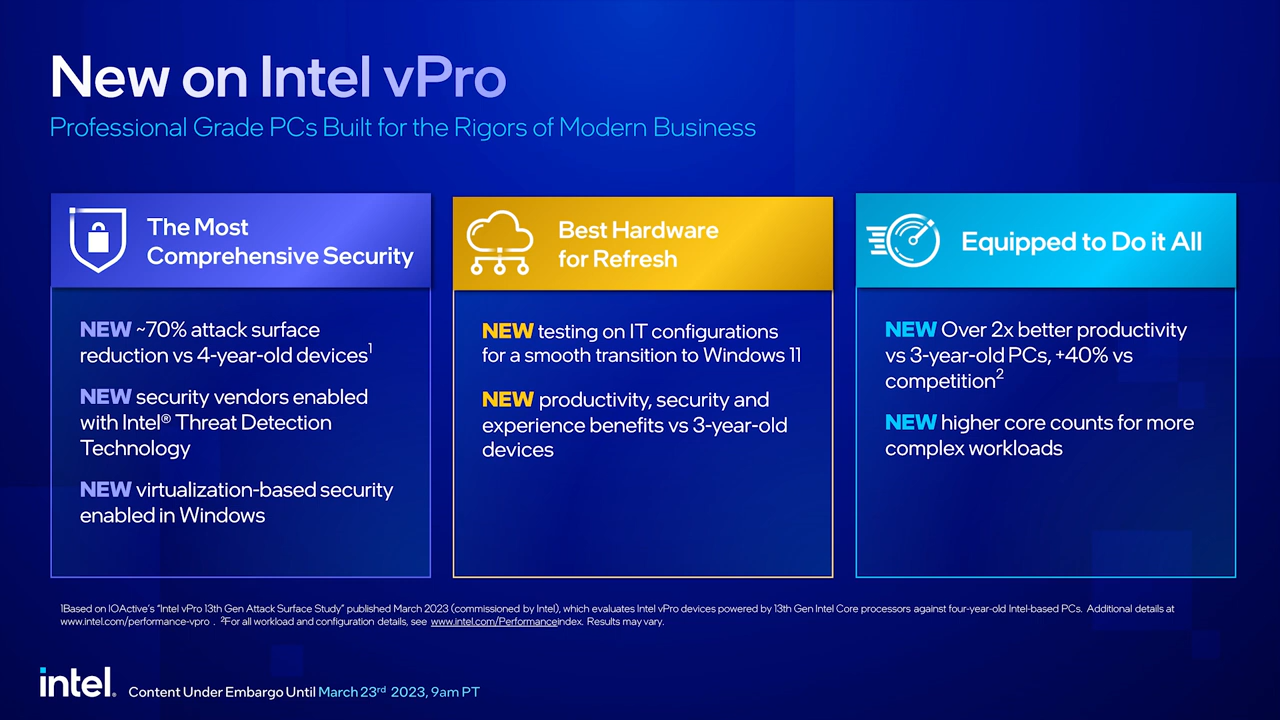 New on Intel vPro
Professional Grade PCs Built for the Rigors of Modern Business
The Most
Comprehensive Security
NEW ~70% attack surface
reduction vs 4-year-old devices1
NEW security vendors enabled
with Intel® Threat Detection
Technology
NEW virtualization-based security
enabled in Windows
Best Hardware
for Refresh
NEW testing on IT configurations
for a smooth transition to Windows 11
NEW productivity, security and
experience benefits vs 3-year-old
devices
Equipped to Do it All
NEW Over 2x better productivity
vs 3-year-old PCs, +40% vs
competition2
NEW higher core counts for more
complex workloads
1Based on IOActive's "Intel vPro 13th Gen Attack Surface Study" published March 2023 (commissioned by Intel), which evaluates Intel vPro devices powered by 13th Gen Intel Core processors against four-year-old Intel-based PCs. Additional details at
www.intel.com/performance-vpro . 2For all workload and configuration details, see www.intel.com/Performanceindex. Results may vary.
intel. Content Under Embargo Until March 23rd 2023, 9am PT